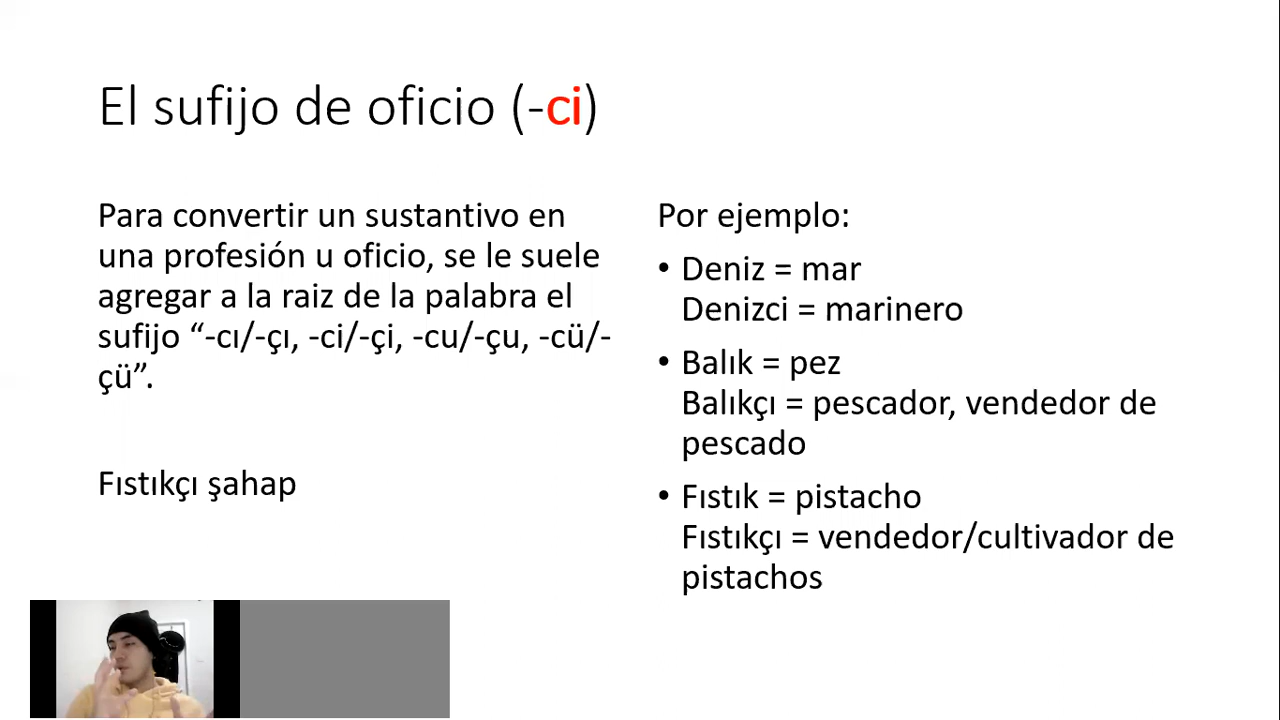 El sufijo de oficio (-ci)
Para convertir un sustantivo en
una profesión u oficio, se le suele
agregar a la raiz de la palabra el
sufijo “-cı/-çı, -ci/-çi, -cu/-çu, -cü/-
çü”.
Fıstıkçı şahap
Por ejemplo:
• Deniz = mar
Denizci = marinero
• Balık = pez
Balıkçı = pescador, vendedor de
pescado
• Fıstık = pistacho
Fıstıkçı = vendedor/cultivador de
pistachos